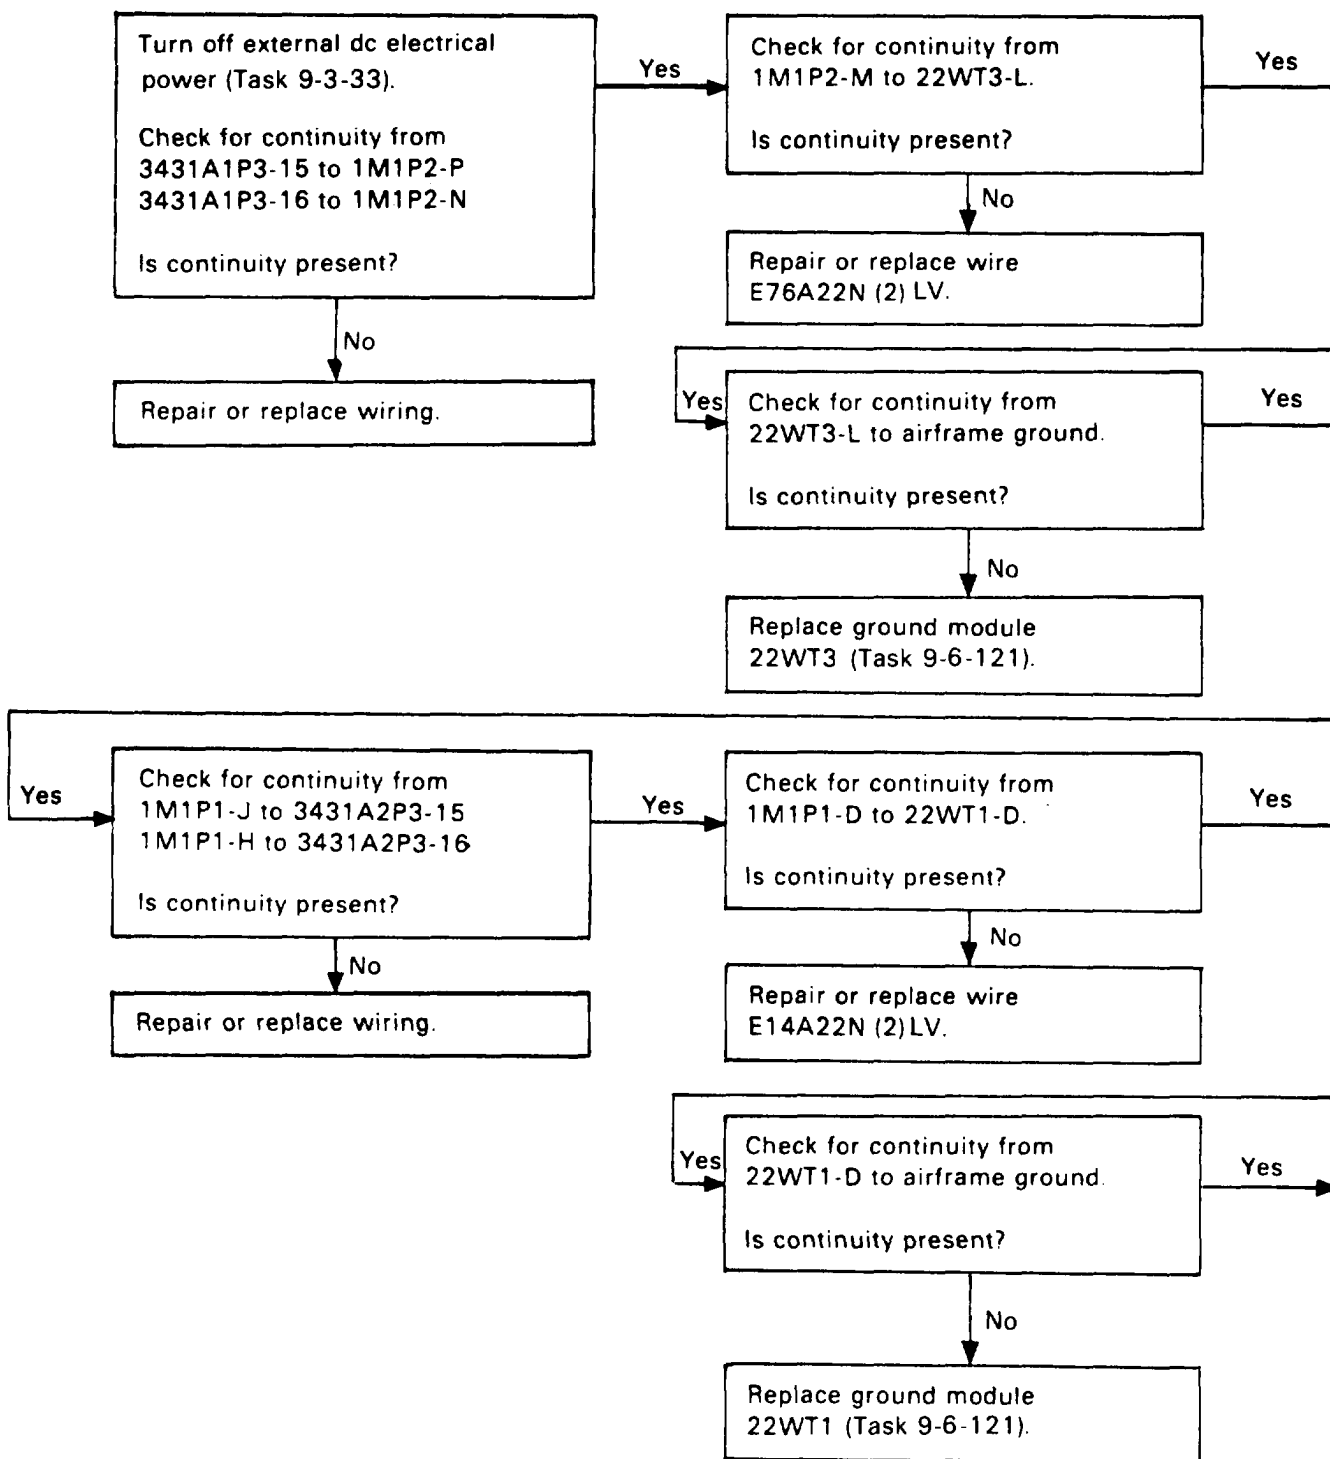 Turn off external dc electrical
power (Task 9-3-33).
Check for continuity from
3431A1P3-15 to 1M1P2-P
3431A1P3-16 to 1M1P2-N
Is continuity present?
Yes
No
Repair or replace wiring.
Check for continuity from
1M1P2-M to 22WT3-L.
Is continuity present?
Yes
No
Repair or replace wire
E76A22N (2) LV.
Yes
Check for continuity from
22WT3-L to airframe ground.
Is continuity present?
Yes
No
Replace ground module
22WT3 (Task 9-6-121).
Yes
Check for continuity from
1M1P1-J to 3431A2P3-15
1M1P1-H to 3431A2P3-16
Is continuity present?
Yes
No
Repair or replace wiring.
Check for continuity from
1M1P1-D to 22WT1-D.
Is continuity present?
Yes
No
Repair or replace wire
E14A22N (2) LV.
Yes
Check for continuity from
22WT1-D to airframe ground.
Is continuity present?
Yes
No
Replace ground module
22WT1 (Task 9-6-121).